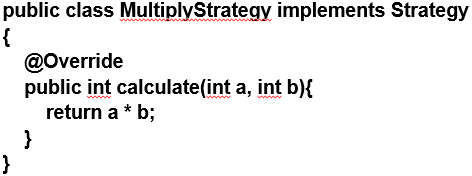 public class MultiplyStrategy implements Strategy
{
@Override
public int calculate(int a, int b){
return a * b;
}
}